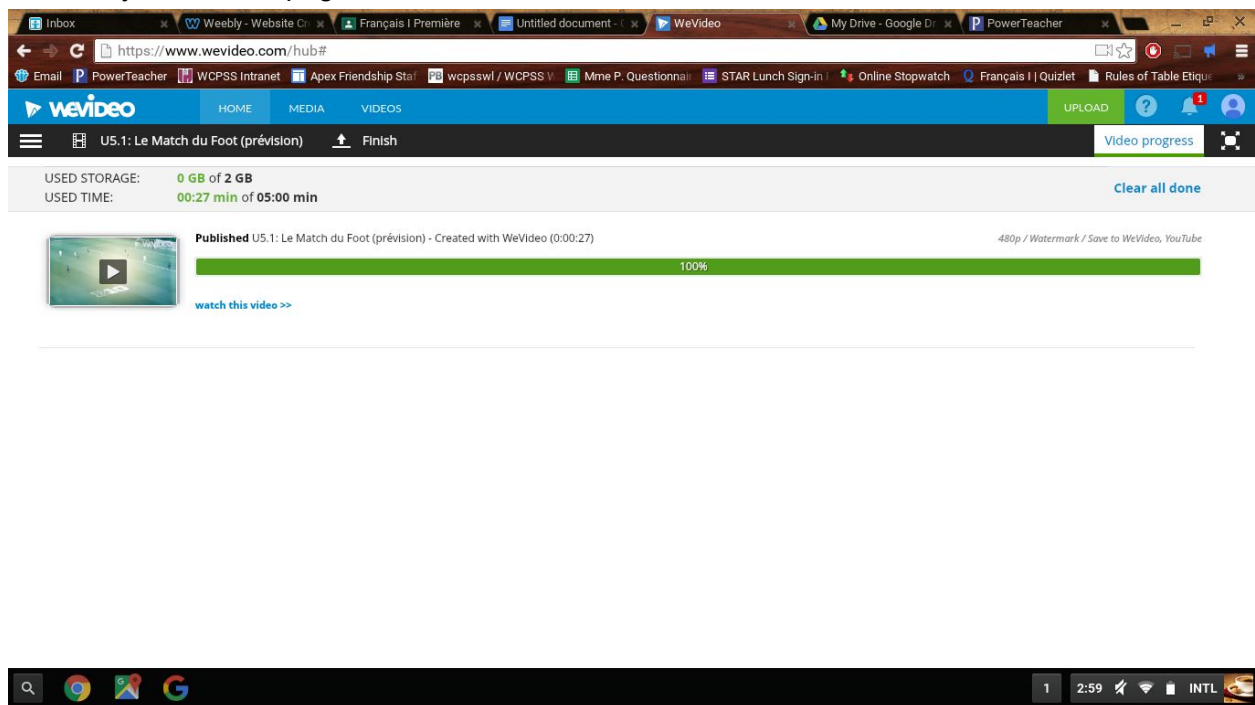 Inbox Weebly - Website Cr Français I Première Untitled document - WeVideo My Drive - Google Dr PowerTeacher
https://www.wevideo.com/hub#
Email PowerTeacher WCPSS Intranet Apex Friendship Staf wcpsswl / WCPSS W Mme P. Questionnair STAR Lunch Sign-in Online Stopwatch Français I | Quizlet Rules of Table Etique »
WeVideo HOME MEDIA VIDEOS UPLOAD ? 1
U5.1: Le Match du Foot (prévision) Finish Video progress
USED STORAGE: 0 GB of 2 GB
USED TIME: 00:27 min of 05:00 min
Clear all done
Published U5.1: Le Match du Foot (prévision) - Created with WeVideo (0:00:27) 480p / Watermark / Save to WeVideo, YouTube
100%
watch this video >>
1 2:59 INTL